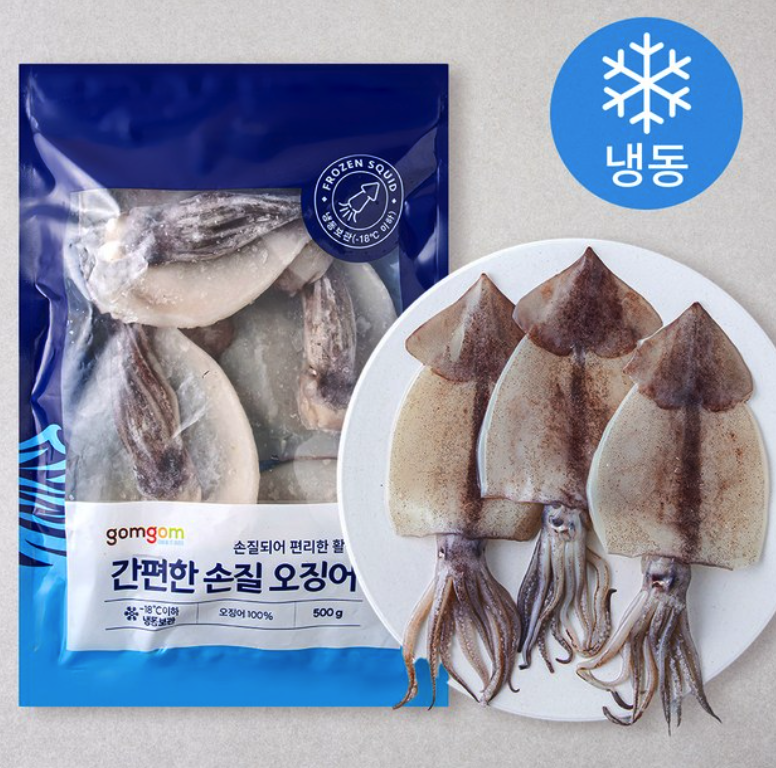 냉동
FROZEN SQUID
냉동보관(-18℃ 이하)
gomgom
손질되어 편리한 활
간편한 손질 오징어
-18℃이하
냉동보관
오징어 100%
500g